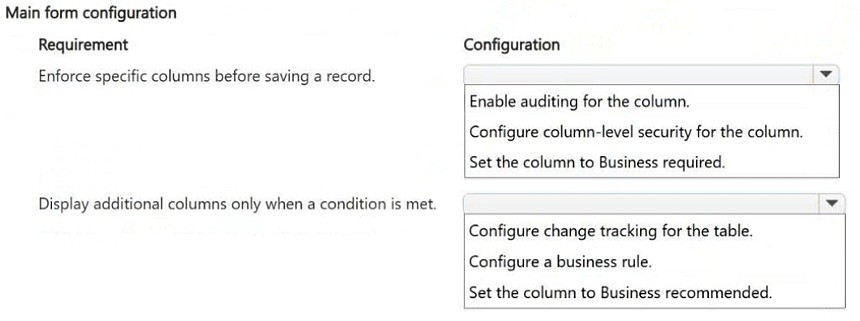 Main form configuration
Requirement
Configuration
Enforce specific columns before saving a record.
Enable auditing for the column.
Configure column-level security for the column.
Set the column to Business required.
Display additional columns only when a condition is met.
Configure change tracking for the table.
Configure a business rule.
Set the column to Business recommended.